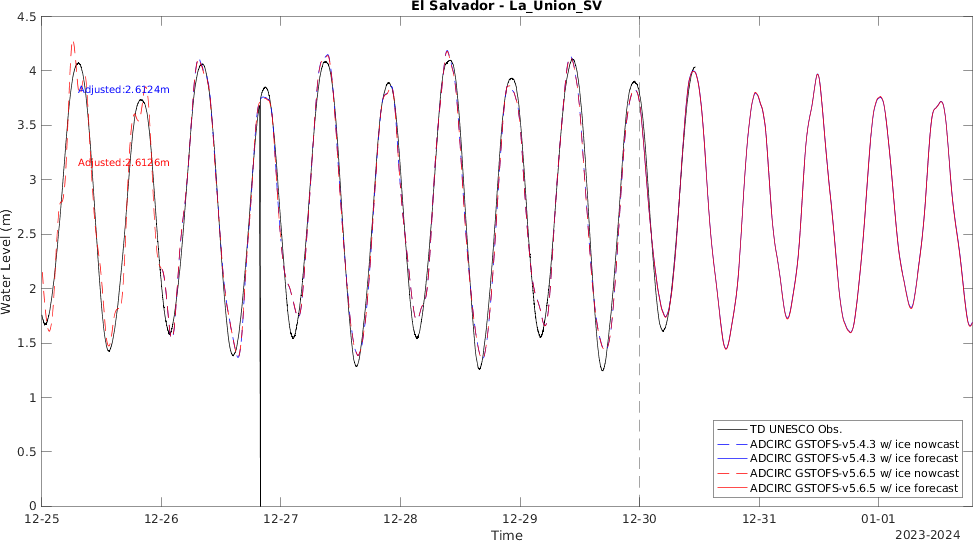 El Salvador - La_Union_SV
4.5
4
3.5
3
2.5
2
1.5
1
0.5
0
Water Level (m)
Adjusted:2.6124m
Adjusted:2.6126m
TD UNESCO Obs.
ADCIRC GSTOFS-v5.4.3 w/ ice nowcast
ADCIRC GSTOFS-v5.4.3 w/ ice forecast
ADCIRC GSTOFS-v5.6.5 w/ ice nowcast
ADCIRC GSTOFS-v5.6.5 w/ ice forecast
12-25 12-26 12-27 12-28 12-29 12-30 12-31 01-01
Time
2023-2024